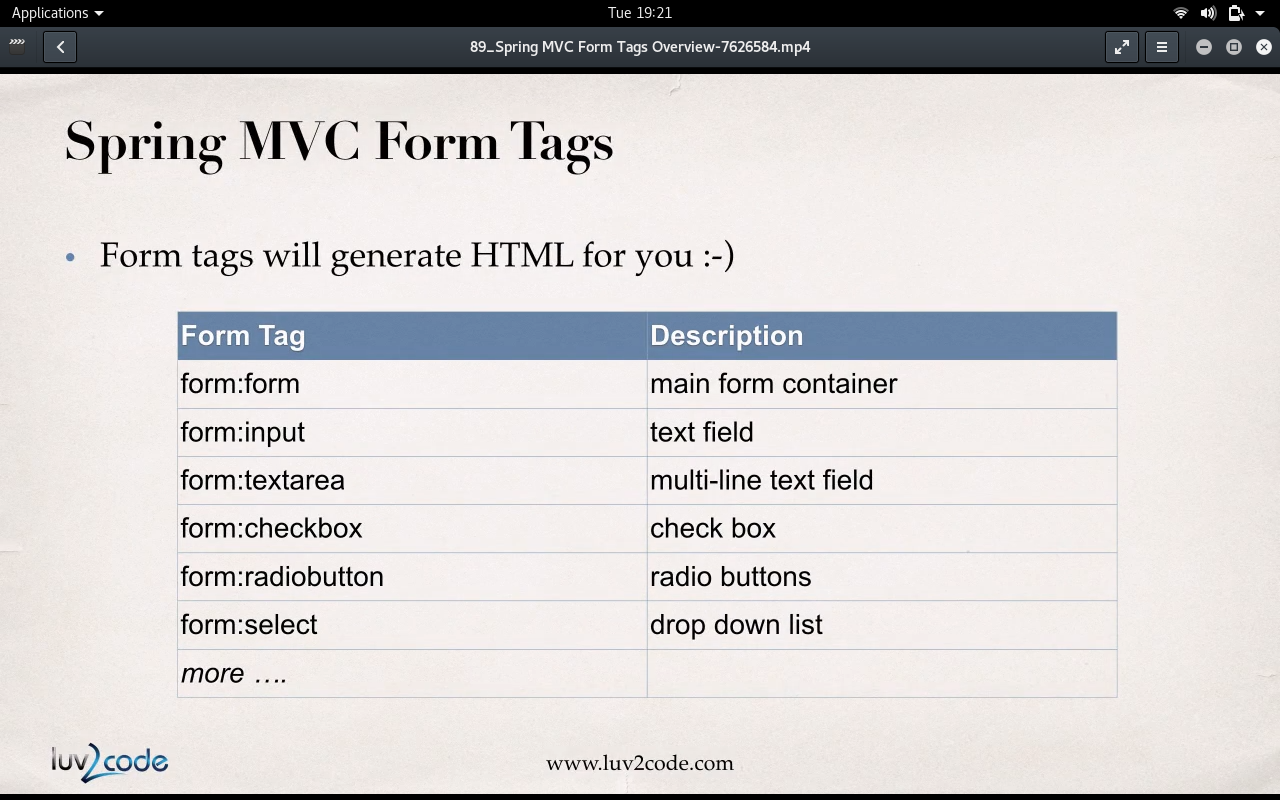 Applications
Tue 19:21
89_Spring MVC Form Tags Overview-7626584.mp4
Spring MVC Form Tags
• Form tags will generate HTML for you :-)
Form Tag Description
form:form main form container
form:input text field
form:textarea multi-line text field
form:checkbox check box
form:radiobutton radio buttons
form:select drop down list
more ….
luv2code
www.luv2code.com